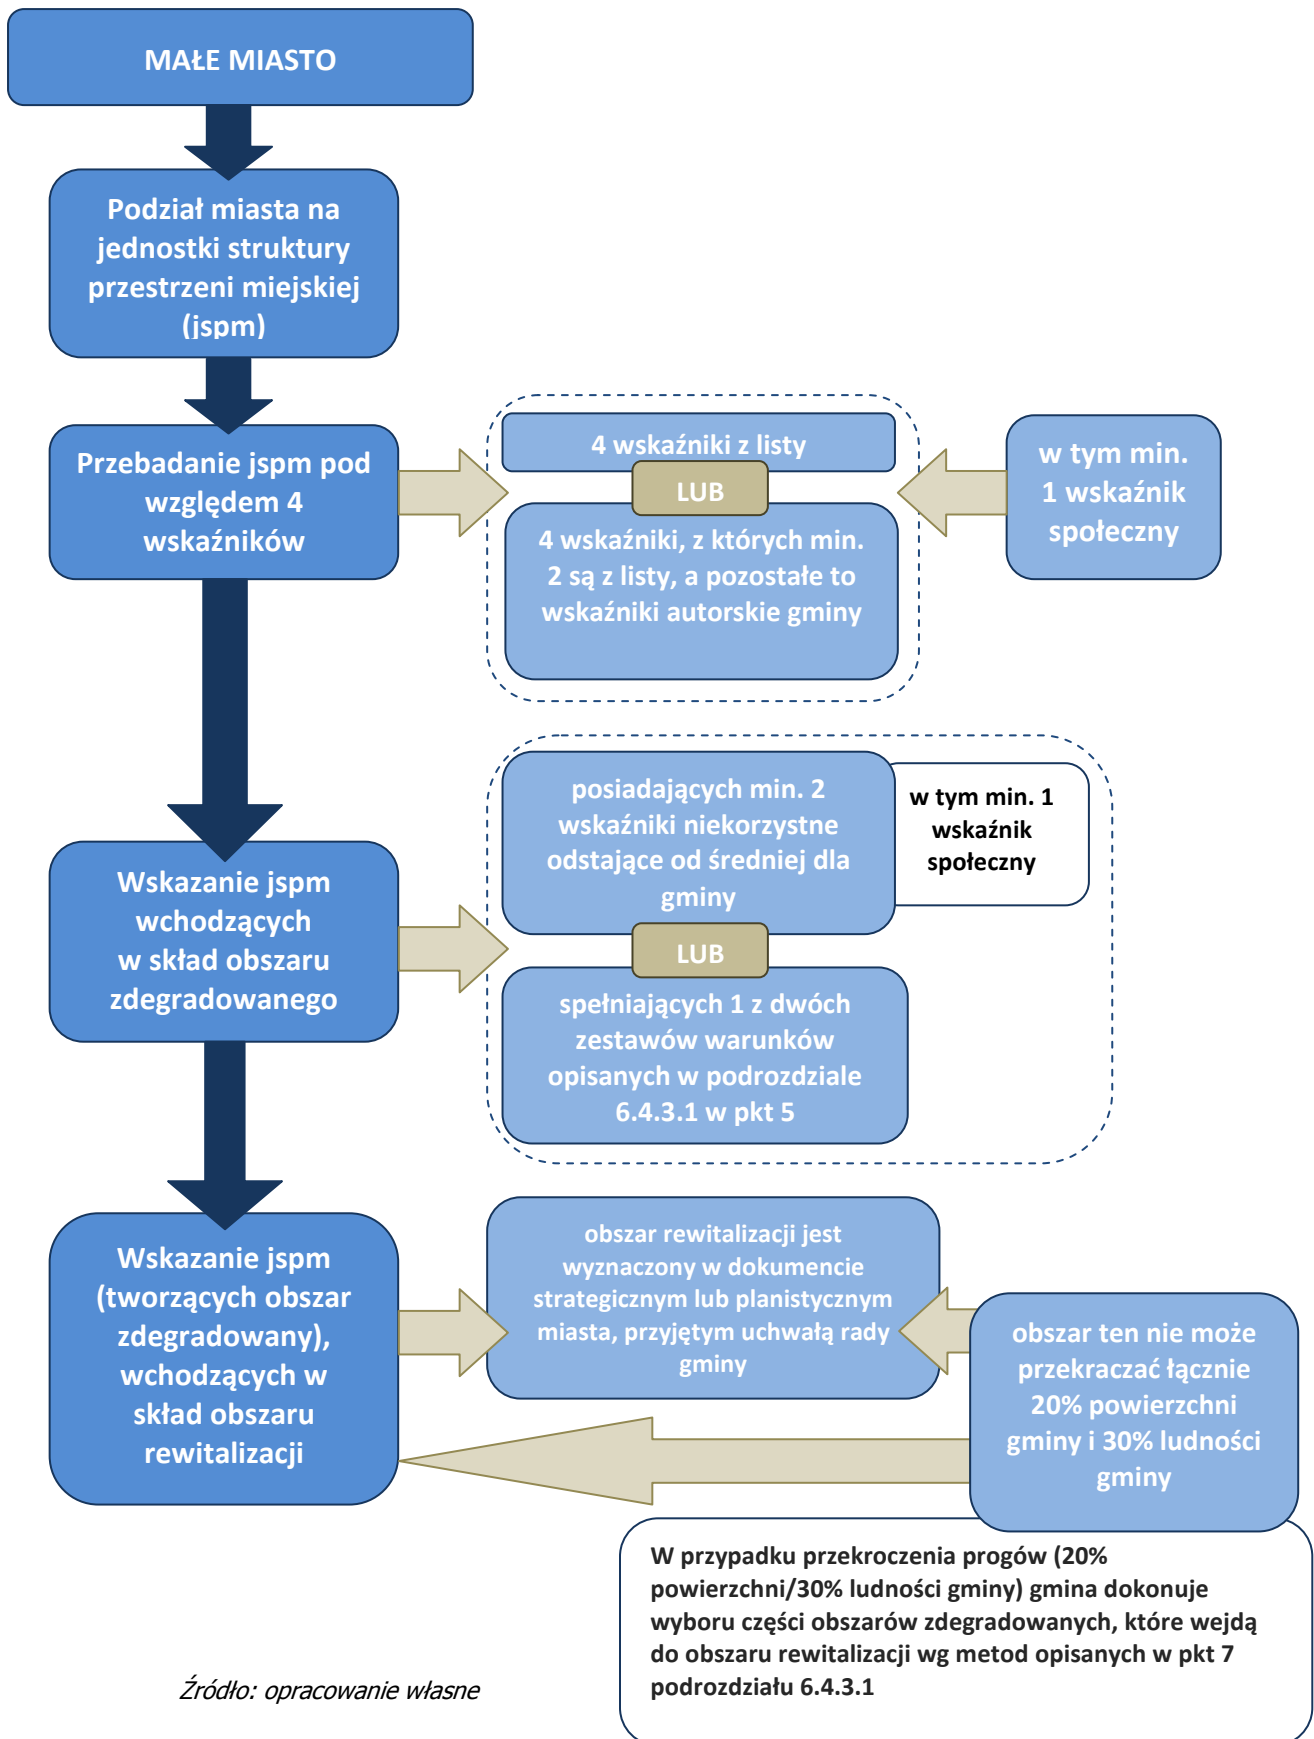 MAŁE MIASTO
Podział miasta na
jednostki struktury
przestrzeni miejskiej
(jspm)
Przebadanie jspm pod
względem 4
wskaźników
4 wskaźniki z listy
LUB
4 wskaźniki, z których min.
2 są z listy, a pozostałe to
wskaźniki autorskie gminy
w tym min.
1 wskaźnik
społeczny
Wskazanie jspm
wchodzących
w skład obszaru
zdegradowanego
posiadających min. 2
wskaźniki niekorzystne
odstające od średniej dla
gminy
w tym min. 1
wskaźnik
społeczny
LUB
spełniających 1 z dwóch
zestawów warunków
opisanych w podrozdziale
6.4.3.1 w pkt 5
Wskazanie jspm
(tworzących obszar
zdegradowany),
wchodzących w
skład obszaru
rewitalizacji
obszar rewitalizacji jest
wyznaczony w dokumencie
strategicznym lub planistycznym
miasta, przyjętym uchwałą rady
gminy
obszar ten nie może
przekraczać łącznie
20% powierzchni
gminy i 30% ludności
gminy
W przypadku przekroczenia progów (20%
powierzchni/30% ludności gminy) gmina dokonuje
wyboru części obszarów zdegradowanych, które wejdą
do obszaru rewitalizacji wg metod opisanych w pkt 7
podrozdziału 6.4.3.1
Źródło: opracowanie własne